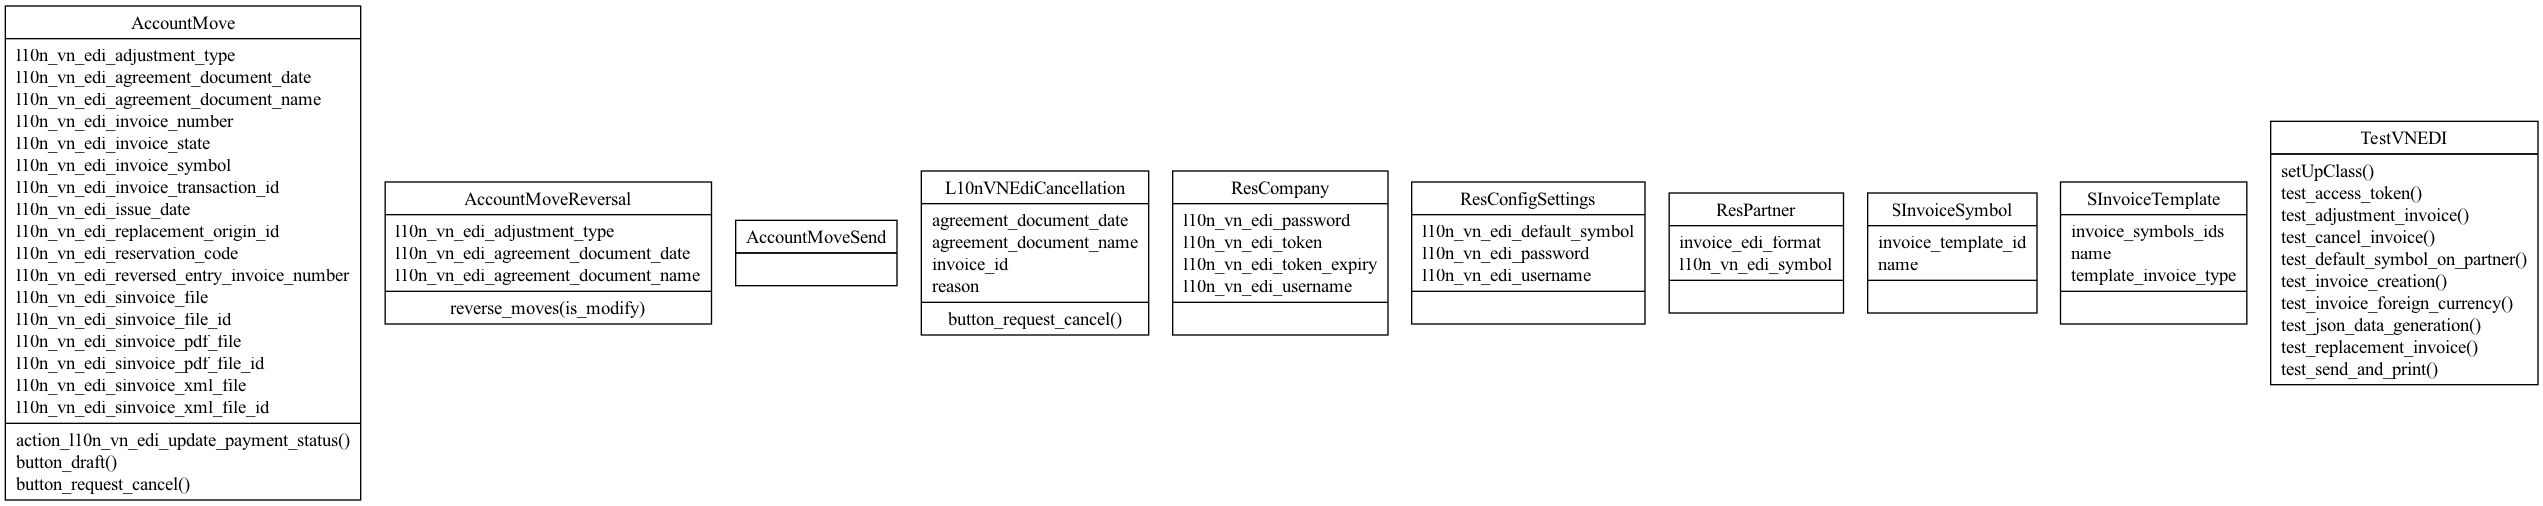 AccountMove
l10n_vn_edi_adjustment_type
l10n_vn_edi_agreement_document_date
l10n_vn_edi_agreement_document_name
l10n_vn_edi_invoice_number
l10n_vn_edi_invoice_state
l10n_vn_edi_invoice_symbol
l10n_vn_edi_invoice_transaction_id
l10n_vn_edi_issue_date
l10n_vn_edi_replacement_origin_id
l10n_vn_edi_reservation_code
l10n_vn_edi_reversed_entry_invoice_number
l10n_vn_edi_sinvoice_file
l10n_vn_edi_sinvoice_file_id
l10n_vn_edi_sinvoice_pdf_file
l10n_vn_edi_sinvoice_pdf_file_id
l10n_vn_edi_sinvoice_xml_file
l10n_vn_edi_sinvoice_xml_file_id
action_l10n_vn_edi_update_payment_status()
button_draft()
button_request_cancel()
AccountMoveReversal
l10n_vn_edi_adjustment_type
l10n_vn_edi_agreement_document_date
l10n_vn_edi_agreement_document_name
reverse_moves(is_modify)
AccountMoveSend
L10nVNEdiCancellation
agreement_document_date
agreement_document_name
invoice_id
reason
button_request_cancel()
ResCompany
l10n_vn_edi_password
l10n_vn_edi_token
l10n_vn_edi_token_expiry
l10n_vn_edi_username
ResConfigSettings
l10n_vn_edi_default_symbol
l10n_vn_edi_password
l10n_vn_edi_username
ResPartner
invoice_edi_format
l10n_vn_edi_symbol
SInvoiceSymbol
invoice_template_id
name
SInvoiceTemplate
invoice_symbols_ids
name
template_invoice_type
TestVNEDI
setUpClass()
test_access_token()
test_adjustment_invoice()
test_cancel_invoice()
test_default_symbol_on_partner()
test_invoice_creation()
test_invoice_foreign_currency()
test_json_data_generation()
test_replacement_invoice()
test_send_and_print()